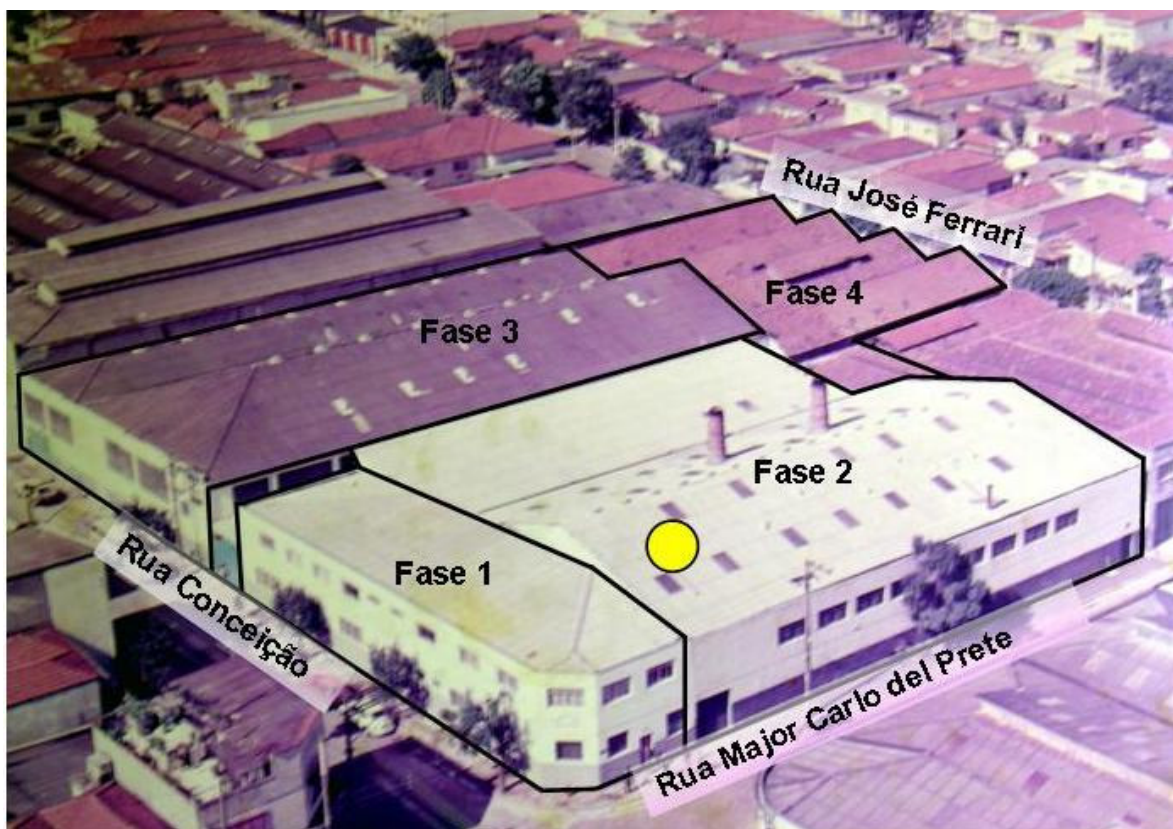 Rua José Ferrari
Fase 4
Fase 3
Fase 2
Fase 1
Rua Conceição
Rua Major Carlo del Prete